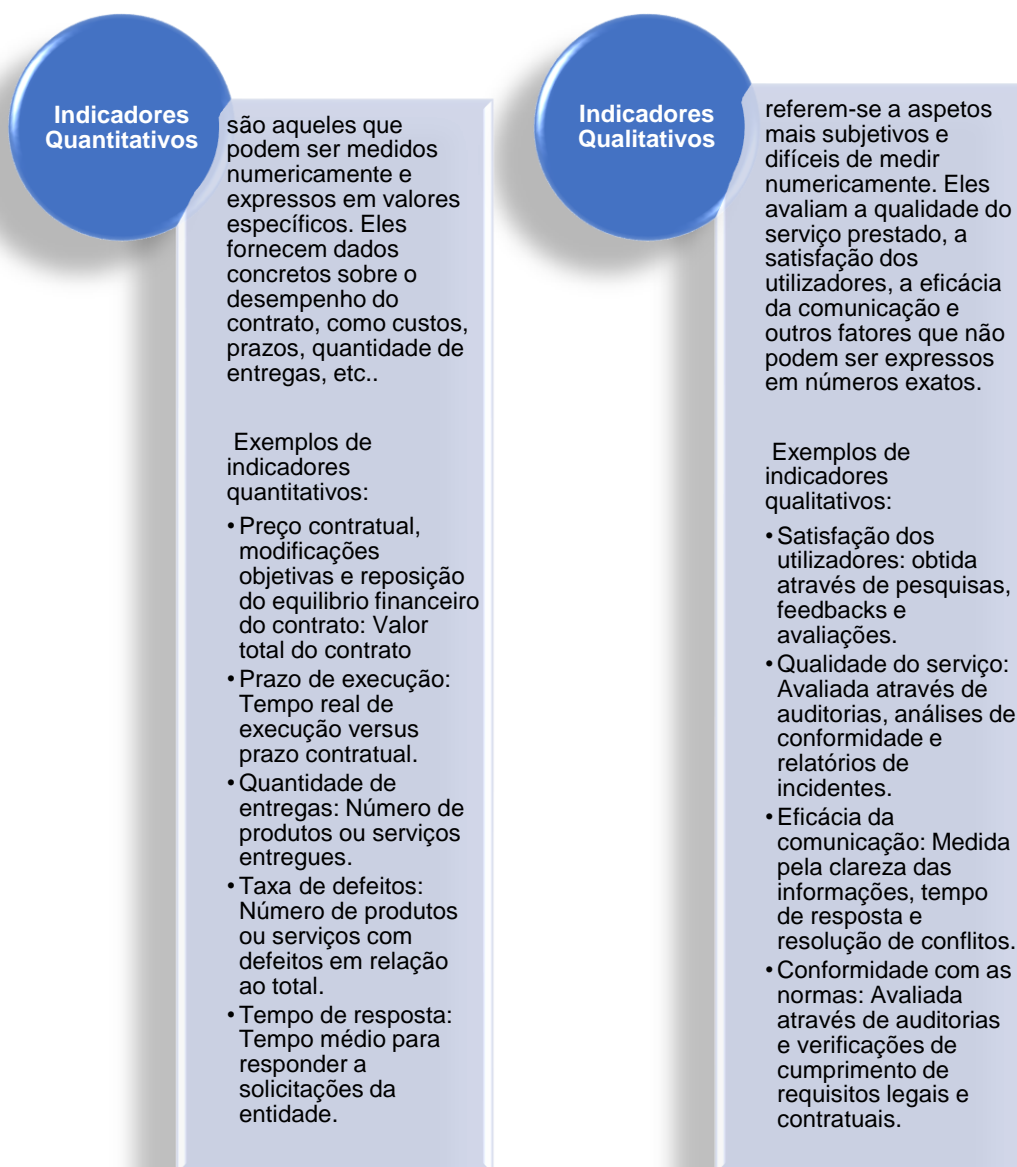 Indicadores
Quantitativos
são aqueles que
podem ser medidos
numericamente e
expressos em valores
específicos. Eles
fornecem dados
concretos sobre o
desempenho do
contrato, como custos,
prazos, quantidade de
entregas, etc..
Exemplos de
indicadores
quantitativos:
• Preço contratual,
modificações
objetivas e reposição
do equilibrio financeiro
do contrato: Valor
total do contrato
• Prazo de execução:
Tempo real de
execução versus
prazo contratual.
• Quantidade de
entregas: Número de
produtos ou serviços
entregues.
• Taxa de defeitos:
Número de produtos
ou serviços com
defeitos em relação
ao total.
• Tempo de resposta:
Tempo médio para
responder a
solicitações da
entidade.
Indicadores
Qualitativos
referem-se a aspetos
mais subjetivos e
difíceis de medir
numericamente. Eles
avaliam a qualidade do
serviço prestado, a
satisfação dos
utilizadores, a eficácia
da comunicação e
outros fatores que não
podem ser expressos
em números exatos.
Exemplos de
indicadores
qualitativos:
• Satisfação dos
utilizadores: obtida
através de pesquisas,
feedbacks e
avaliações.
• Qualidade do serviço:
Avaliada através de
auditorias, análises de
conformidade e
relatórios de
incidentes.
• Eficácia da
comunicação: Medida
pela clareza das
informações, tempo
de resposta e
resolução de conflitos.
• Conformidade com as
normas: Avaliada
através de auditorias
e verificações de
cumprimento de
requisitos legais e
contratuais.